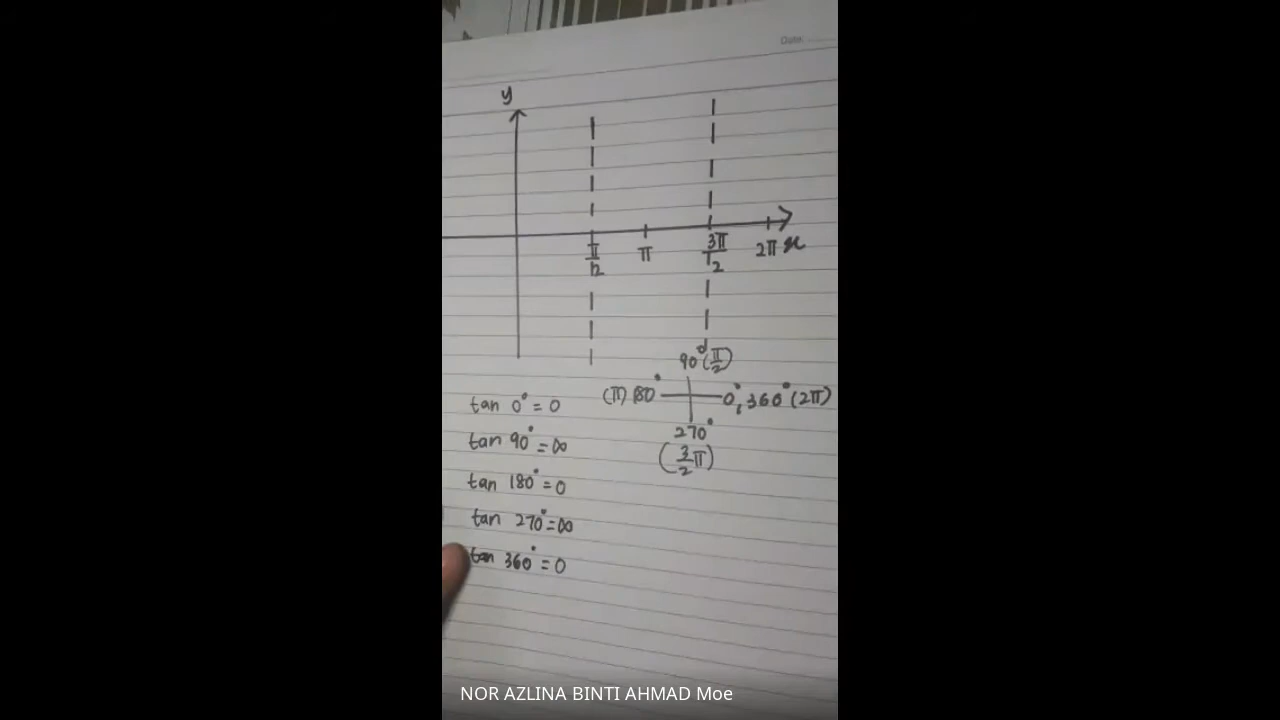 Date:
y
π/2 π 3π/2 2π x
90° (π/2)
(π) 180° 0°, 360° (2π)
270°
(3/2 π)
tan 0° = 0
tan 90° = ∞
tan 180° = 0
tan 270° = ∞
tan 360° = 0
NOR AZLINA BINTI AHMAD Moe